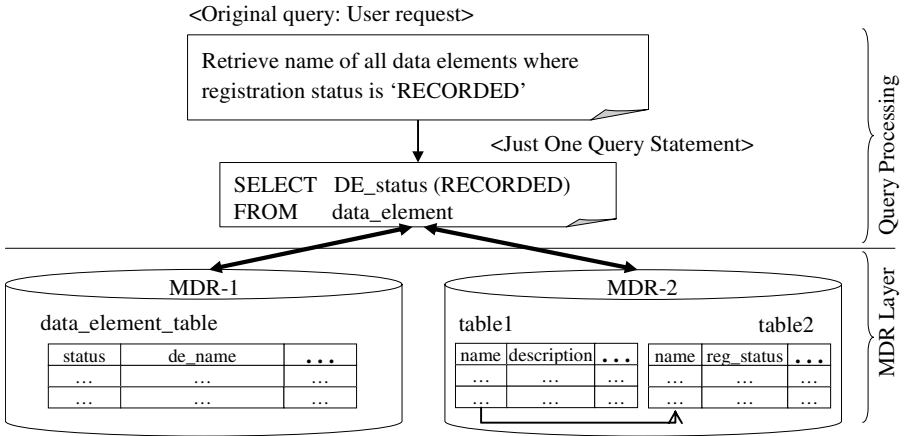 <Original query: User request>
Retrieve name of all data elements where
registration status is ‘RECORDED’
<Just One Query Statement>
SELECT DE_status (RECORDED)
FROM data_element
Query Processing
MDR-1
data_element_table
status de_name ...
... ...
... ...
MDR-2
table1 table2
name description ... name reg_status ...
... ... ... ... ... ...
... ... ... ... ... ...
MDR Layer